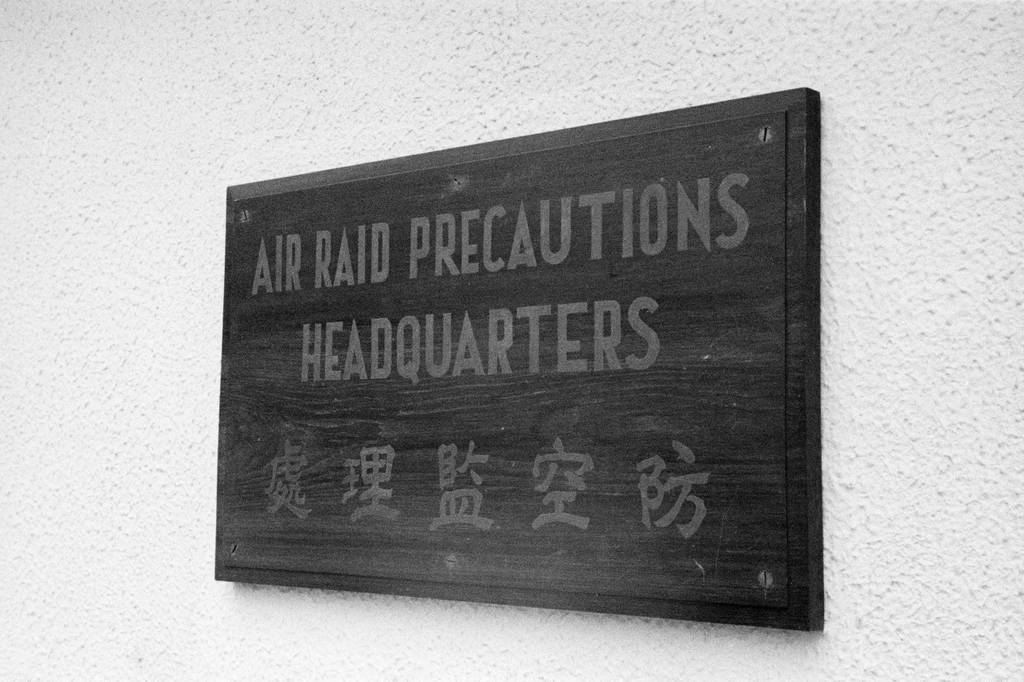 AIR RAID PRECAUTIONS
HEADQUARTERS
防空監理處